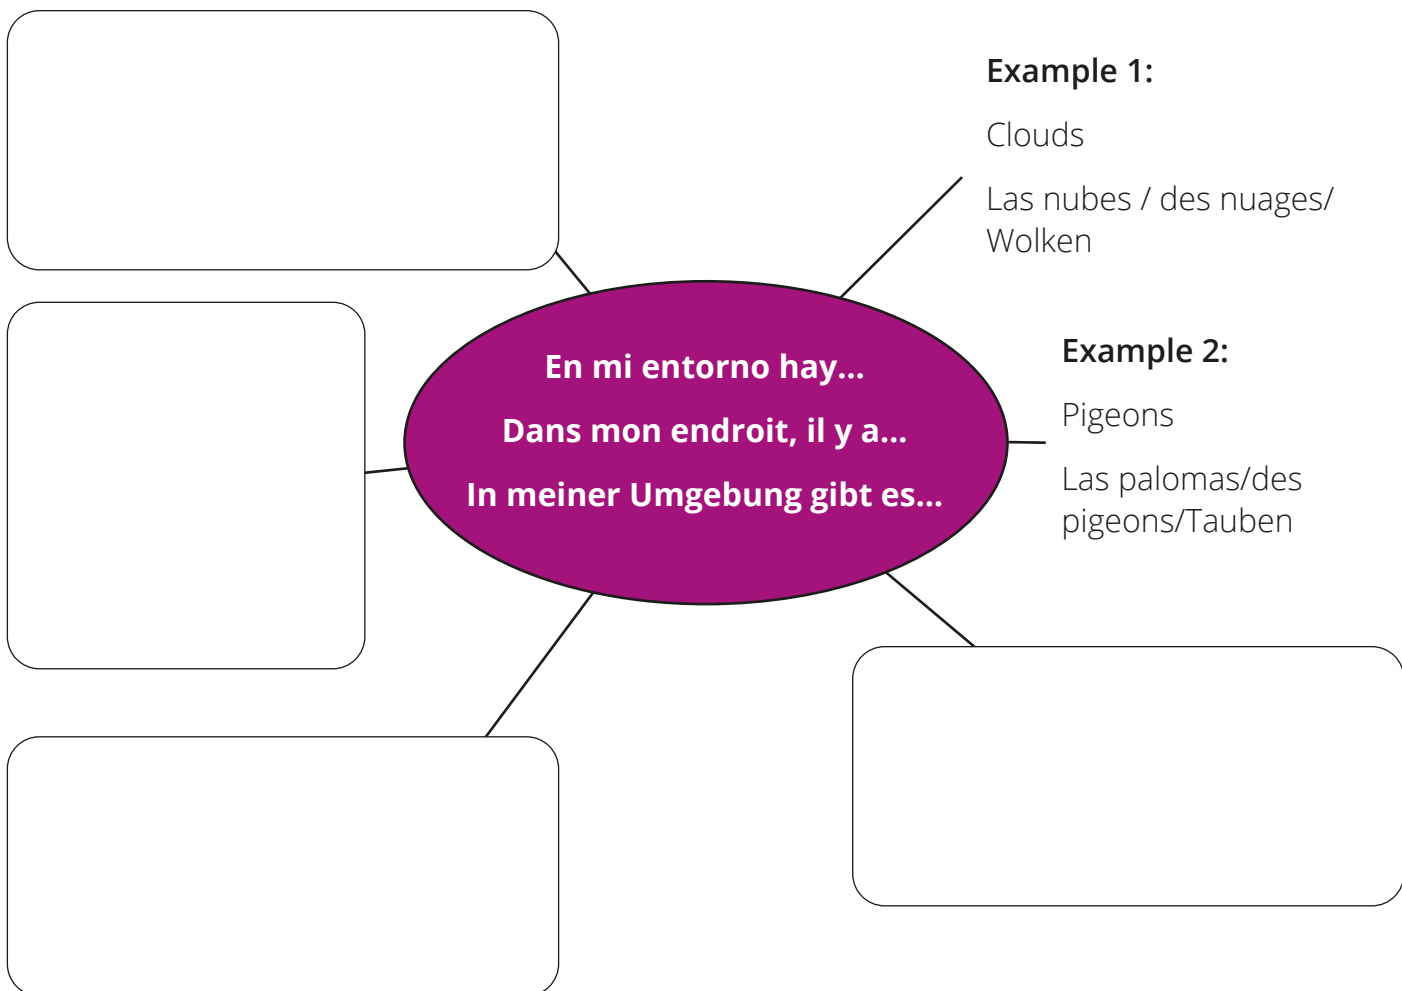 Example 1:
Clouds
Las nubes / des nuages/
Wolken
En mi entorno hay...
Dans mon endroit, il y a...
In meiner Umgebung gibt es...
Example 2:
Pigeons
Las palomas/des
pigeons/Tauben